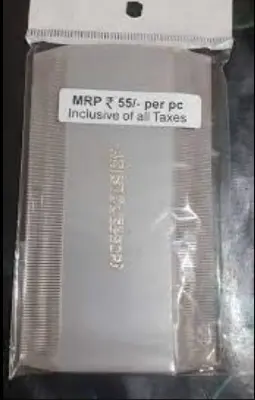 MRP ₹ 55/- per pc
Inclusive of all Taxes